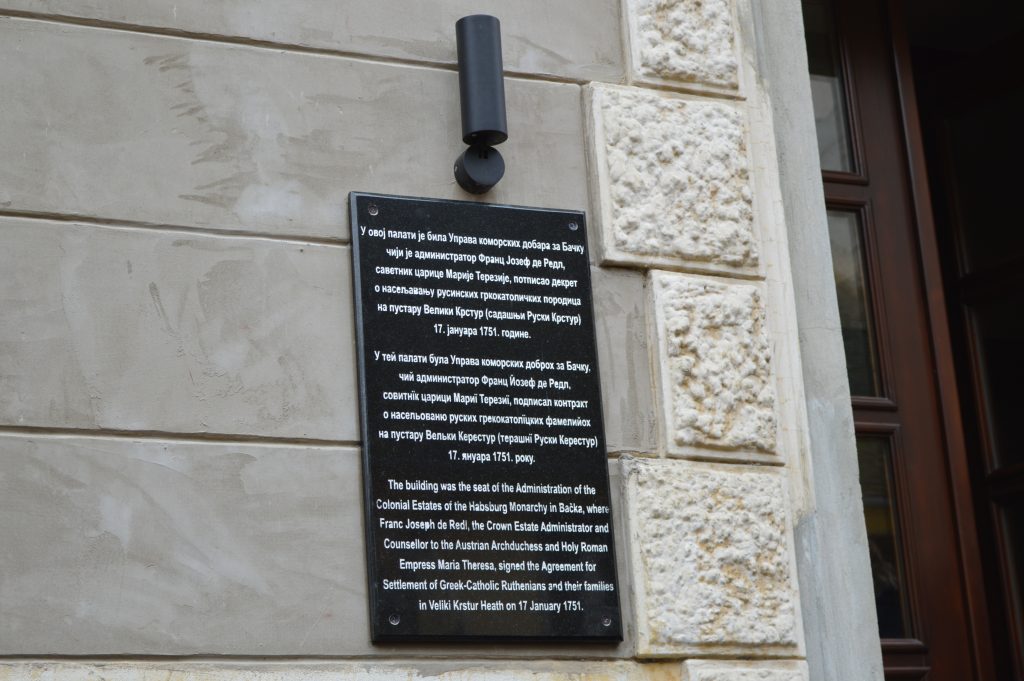 У овој палати је била Управа коморских добара за Бачку
чији је администратор Франц Јозеф де Редл,
саветник царице Марије Терезије, потписао декрет
о насељавању русинских гркокатоличких породица
на пустару Велики Крстур (садашњи Руски Крстур)
17. јануара 1751. године.
У тей палати була Управа коморских доброх за Бачку,
чий администратор Франц Йозеф де Редл,
совитнїк царици Мариї Терезиї, подписал контракт
о насельованю руских грекокатолїцких фамелийох
на пустару Вельки Керестур (терашнї Руски Керестур)
17. януара 1751. року.
The building was the seat of the Administration of the
Colonial Estates of the Habsburg Monarchy in Bačka, where
Franc Joseph de Redl, the Crown Estate Administrator and
Counsellor to the Austrian Archduchess and Holy Roman
Empress Maria Theresa, signed the Agreement for
Settlement of Greek-Catholic Ruthenians and their families
in Veliki Krstur Heath on 17 January 1751.